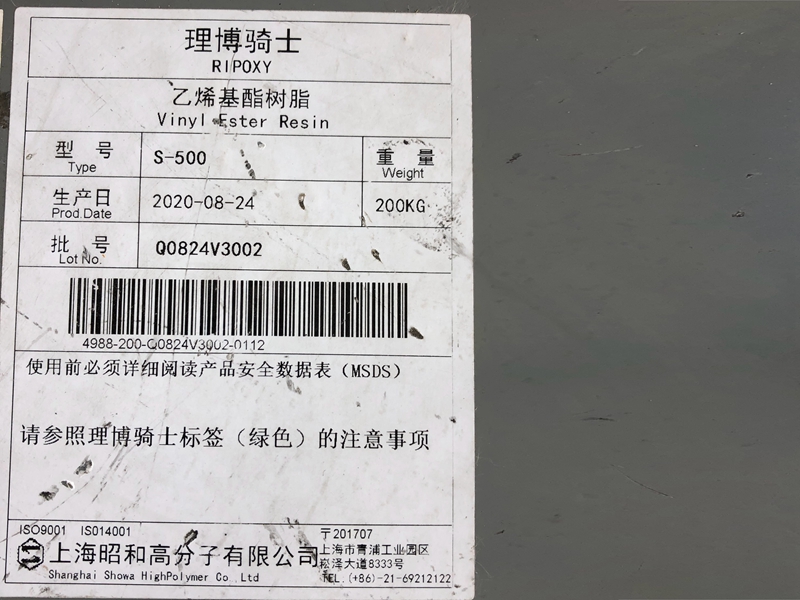 理博骑士
RIPOXY
乙烯基酯树脂
Vinyl Ester Resin
型 号 S-500 重 量
Type Weight
生产日 2020-08-24 200KG
Prod.Date
批 号 Q0824V3002
Lot No.
4988-200-Q0824V3002-0112
使用前必须详细阅读产品安全数据表（MSDS）
请参照理博骑士标签（绿色）的注意事项
ISO9001 ISO14001
上海昭和高分子有限公司
Shanghai Showa HighPolymer Co Ltd
〒201707
上海市青浦工业园区
崧泽大道8333号
TEL.(+86)-21-69212122